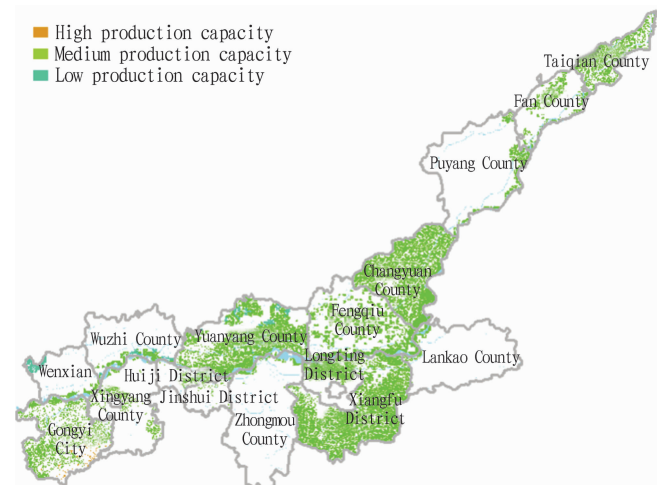 High production capacity
Medium production capacity
Low production capacity
Taiqian County
Fan County
Puyang County
Changyuan
County
Fengqiu
County
Yuanyang County
Wuzhi County
Longting
District
Lankao County
Wenxian
Huiji District
Xingyang
County
Jinshui District
Xiangfu
District
Zhongmou
County
Gongyi
City